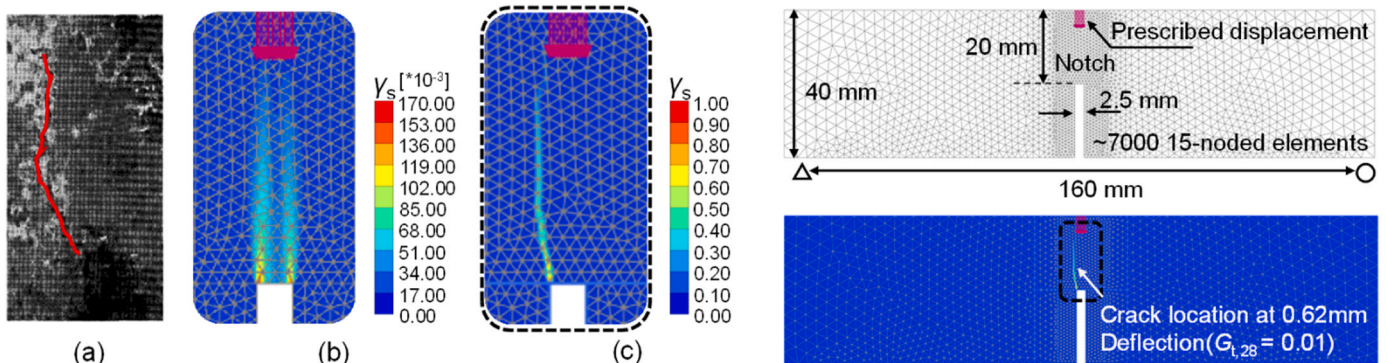 γs [*10-3]
170.00
153.00
136.00
119.00
102.00
85.00
68.00
51.00
34.00
17.00
0.00
γs
1.00
0.90
0.80
0.70
0.60
0.50
0.40
0.30
0.20
0.10
0.00
(a)
(b)
(c)
Prescribed displacement
20 mm
Notch
40 mm
2.5 mm
~7000 15-noded elements
160 mm
Crack location at 0.62mm
Deflection(Gt,28 = 0.01)